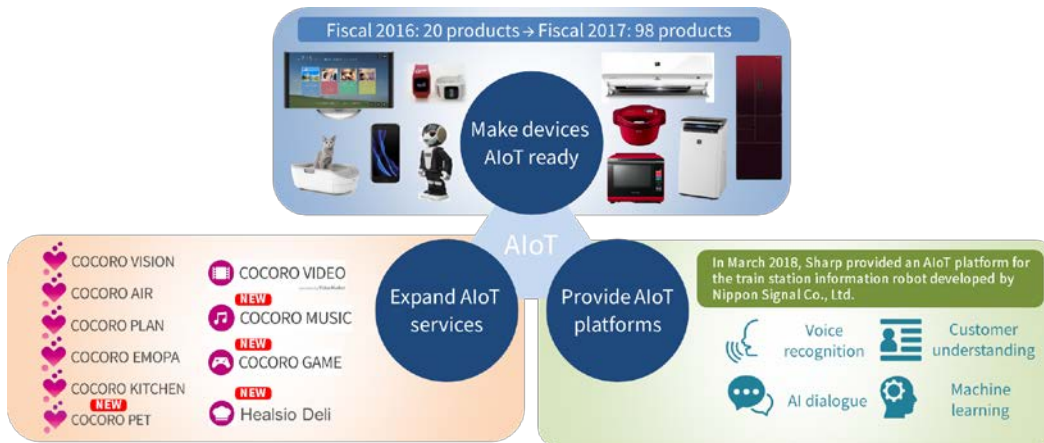 Fiscal 2016: 20 products → Fiscal 2017: 98 products
Make devices
AIoT ready
AIoT
Expand AIoT
services
Provide AIoT
platforms
COCORO VISION
COCORO AIR
COCORO PLAN
COCORO EMOPA
COCORO KITCHEN
NEW
COCORO PET
COCORO VIDEO
NEW
COCORO MUSIC
NEW
COCORO GAME
NEW
Healsio Deli
In March 2018, Sharp provided an AIoT platform for
the train station information robot developed by
Nippon Signal Co., Ltd.
Voice
recognition
Customer
understanding
AI dialogue
Machine
learning